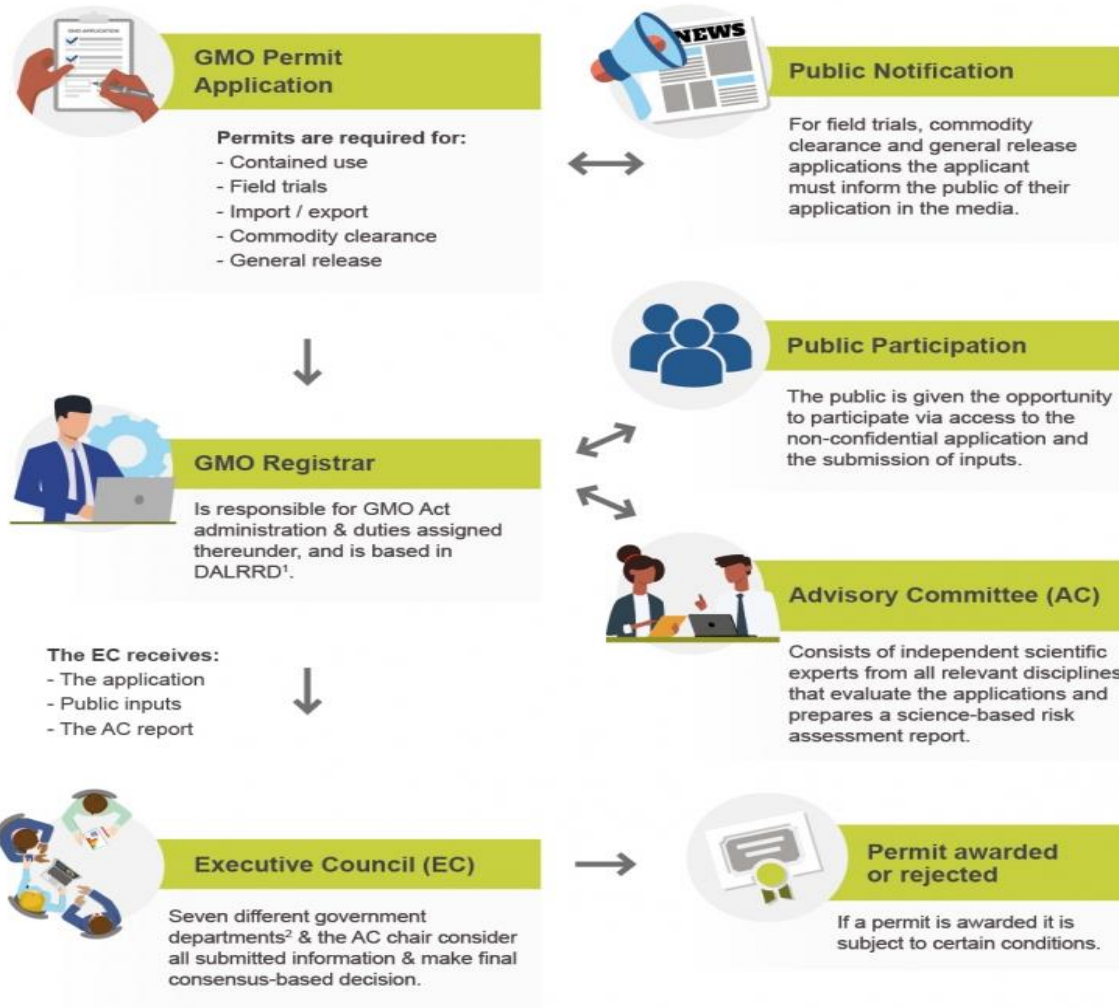 GMO APPLICATION
GMO Permit
Application
Permits are required for:
- Contained use
- Field trials
- Import / export
- Commodity clearance
- General release
NEWS
Public Notification
For field trials, commodity
clearance and general release
applications the applicant
must inform the public of their
application in the media.
Public Participation
The public is given the opportunity
to participate via access to the
non-confidential application and
the submission of inputs.
GMO Registrar
Is responsible for GMO Act
administration & duties assigned
thereunder, and is based in
DALRRD¹.
Advisory Committee (AC)
Consists of independent scientific
experts from all relevant disciplines
that evaluate the applications and
prepares a science-based risk
assessment report.
The EC receives:
- The application
- Public inputs
- The AC report
Executive Council (EC)
Seven different government
departments² & the AC chair consider
all submitted information & make final
consensus-based decision.
Permit awarded
or rejected
If a permit is awarded it is
subject to certain conditions.